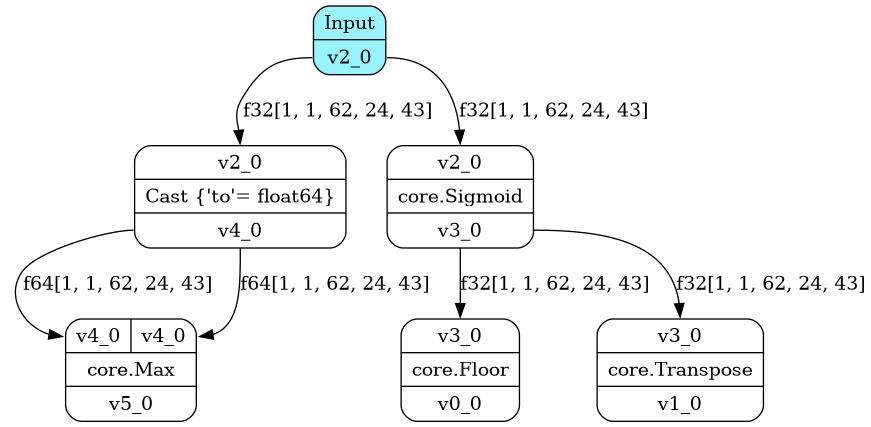 Input
v2_0
f32[1, 1, 62, 24, 43]
f32[1, 1, 62, 24, 43]
v2_0
Cast {'to'= float64}
v4_0
v2_0
core.Sigmoid
v3_0
f64[1, 1, 62, 24, 43]
f64[1, 1, 62, 24, 43]
f32[1, 1, 62, 24, 43]
f32[1, 1, 62, 24, 43]
v4_0 v4_0
core.Max
v5_0
v3_0
core.Floor
v0_0
v3_0
core.Transpose
v1_0